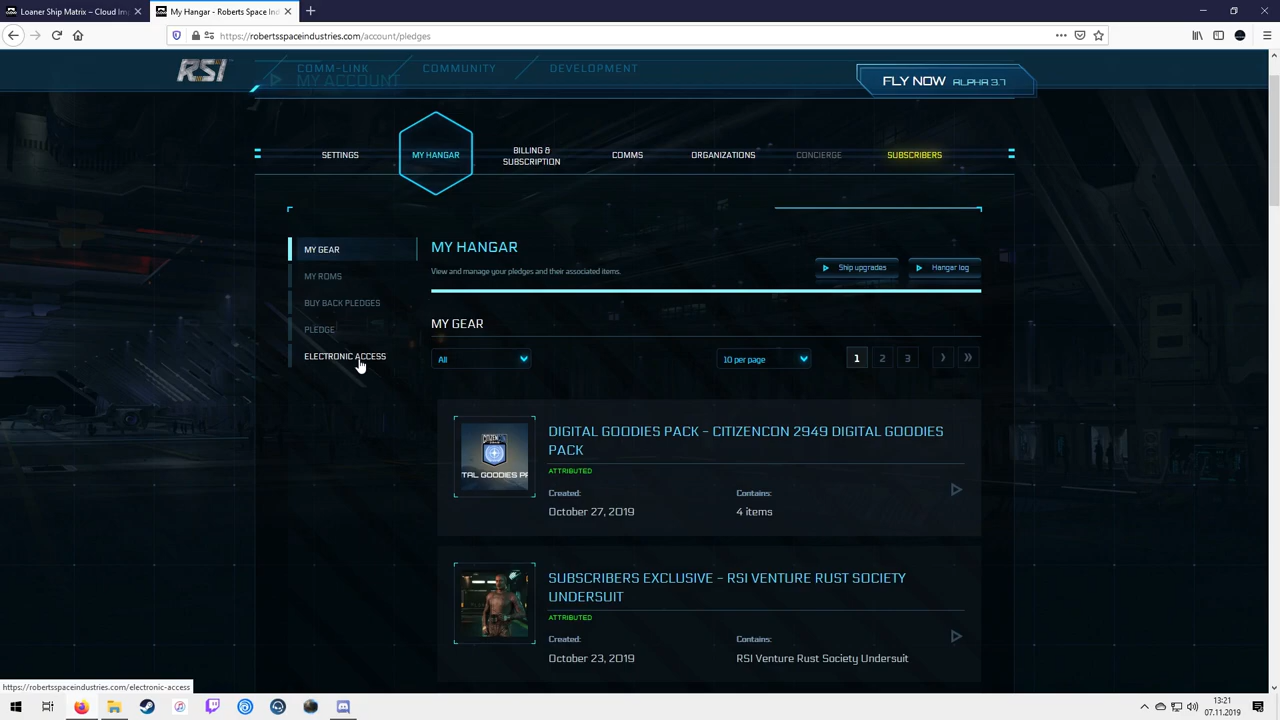 Loaner Ship Matrix – Cloud Im
My Hangar - Roberts Space Ind
https://robertsspaceindustries.com/account/pledges
RSI
COMM-LINK
COMMUNITY
DEVELOPMENT
MY ACCOUNT
FLY NOW ALPHA 3.7
SETTINGS
MY HANGAR
BILLING &
SUBSCRIPTION
COMMS
ORGANIZATIONS
CONCIERGE
SUBSCRIBERS
MY GEAR
MY ROMS
BUY BACK PLEDGES
PLEDGE
ELECTRONIC ACCESS
MY HANGAR
View and manage your pledges and their associated items.
Ship upgrades
Hangar log
MY GEAR
All
10 per page
1 2 3
CITIZENCON
TAL GOODIES PA
DIGITAL GOODIES PACK - CITIZENCON 2949 DIGITAL GOODIES
PACK
ATTRIBUTED
Created:
Contains:
October 27, 2019
4 items
SUBSCRIBERS EXCLUSIVE - RSI VENTURE RUST SOCIETY
UNDERSUIT
ATTRIBUTED
Created:
Contains:
October 23, 2019
RSI Venture Rust Society Undersuit
https://robertsspaceindustries.com/electronic-access
13:21
07.11.2019